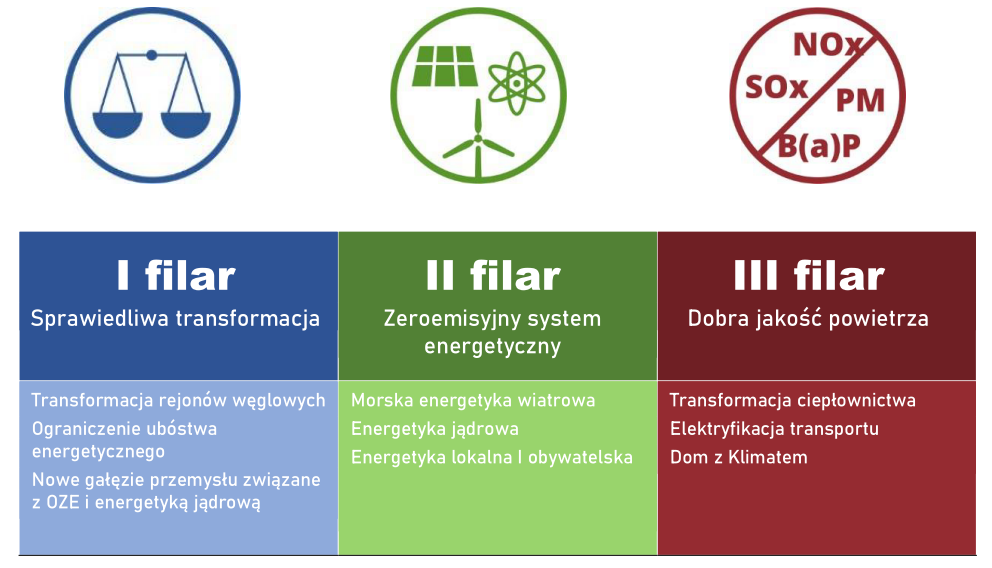 NOx
SOx
PM
B(a)P
I filar
Sprawiedliwa transformacja
II filar
Zeroemisyjny system
energetyczny
III filar
Dobra jakość powietrza
Transformacja rejonów węglowych
Ograniczenie ubóstwa
energetycznego
Nowe gałęzie przemysłu związane
z OZE i energetyką jądrową
Morska energetyka wiatrowa
Energetyka jądrowa
Energetyka lokalna I obywatelska
Transformacja ciepłownictwa
Elektryfikacja transportu
Dom z Klimatem